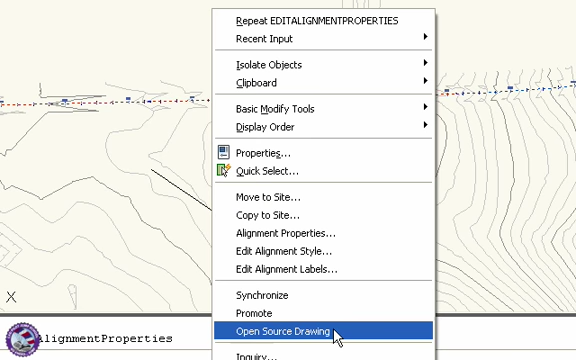 Repeat EDITALIGNMENTPROPERTIES
Recent Input
Isolate Objects
Clipboard
Basic Modify Tools
Display Order
Properties...
Quick Select...
Move to Site...
Copy to Site...
Alignment Properties...
Edit Alignment Style...
Edit Alignment Labels...
X
Synchronize
Promote
lignmentProperties
Open Source Drawing
Inquiry...